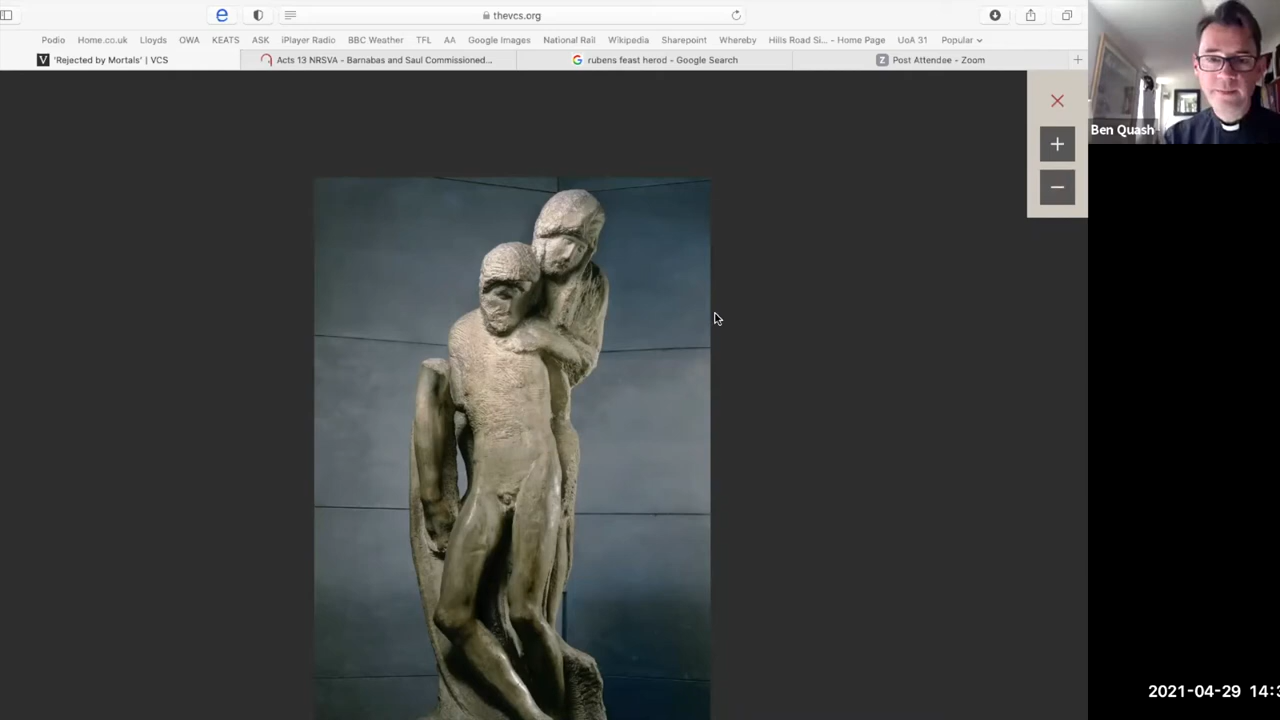 thevcs.org
Podio Home.co.uk Lloyds OWA KEATS ASK iPlayer Radio BBC Weather TFL AA Google Images National Rail Wikipedia Sharepoint Whereby Hills Road Si... - Home Page UoA 31 Popular
V 'Rejected by Mortals' | VCS Acts 13 NRSVA - Barnabas and Saul Commissioned... G rubens feast herod - Google Search Z Post Attendee - Zoom
Ben Quash
2021-04-29 14:3